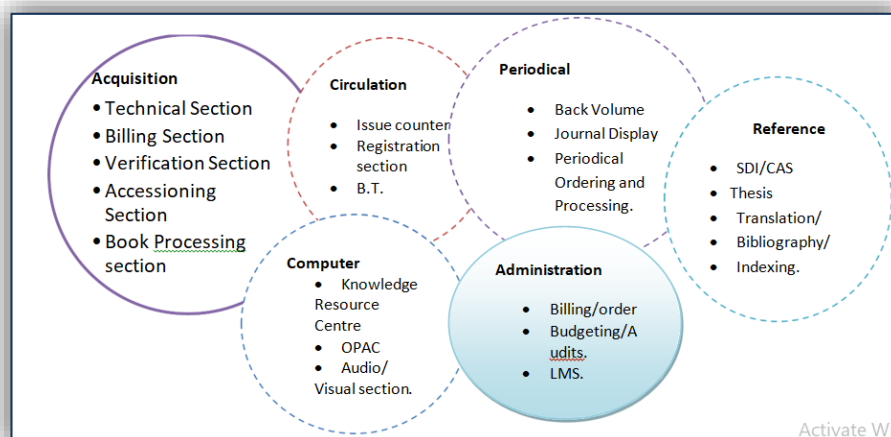 Acquisition
• Technical Section
• Billing Section
• Verification Section
• Accessioning
Section
• Book Processing
section
Circulation
• Issue counter
• Registration
section
• B.T.
Periodical
• Back Volume
• Journal Display
• Periodical
Ordering and
Processing.
Reference
• SDI/CAS
• Thesis
• Translation/
• Bibliography/
• Indexing.
Computer
• Knowledge
Resource
Centre
• OPAC
• Audio/
Visual section.
Administration
• Billing/order
• Budgeting/A
udits.
• LMS.
Activate W